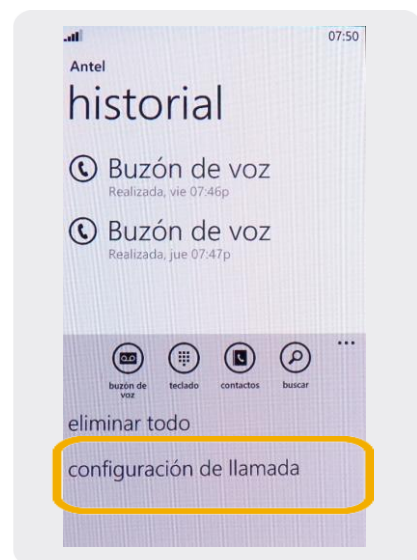 07:50
Antel
historial
Buzón de voz
Realizada, vie 07:46p
Buzón de voz
Realizada, jue 07:47p
buzón de
voz
teclado
contactos
buscar
eliminar todo
configuración de llamada